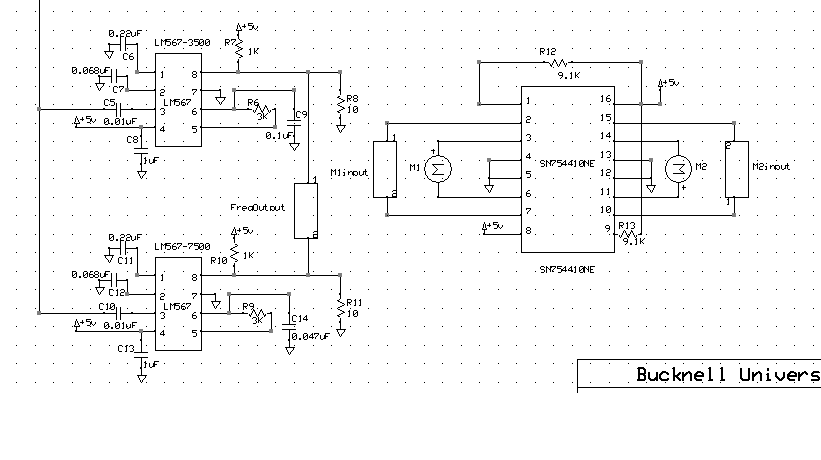 0.22uF
C6
0.068uF
C7
C5
0.01uF
+5v
C8
1uF
LM567-3500
1 8
2 7
LM567
3 6
4 5
+5v
R7
1K
R6
3K
C9
0.1uF
R8
10
FreqOutput
1
2
0.22uF
C11
0.068uF
C12
C10
0.01uF
+5v
C13
1uF
LM567-7500
1 8
2 7
LM567
3 6
4 5
+5v
R10
1K
R9
3K
C14
0.047uF
R11
10
R12
9.1K
+5v
1 16
2 15
3 14
4 13
SN754410NE
5 12
6 11
7 10
8 9
+5v
R13
9.1K
SN754410NE
M1input
1
2
M1
+
M2
+
M2input
2
1
Bucknell Univers